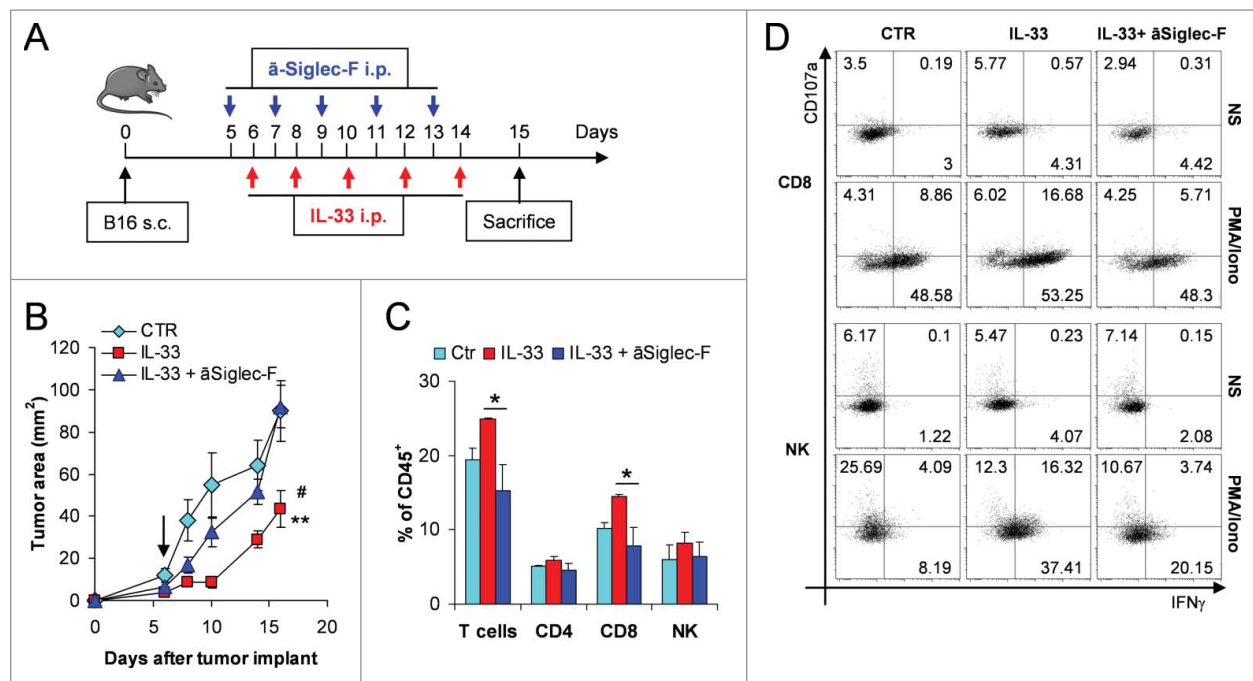 A
ā-Siglec-F i.p.
0 5 6 7 8 9 10 11 12 13 14 15 Days
B16 s.c.
IL-33 i.p.
Sacrifice
B
CTR
IL-33
IL-33 + āSiglec-F
Tumor area (mm²)
120
100
80
60
40
20
0
#
**
0 5 10 15 20
Days after tumor implant
C
Ctr IL-33 IL-33 + āSiglec-F
% of CD45⁺
30
20
10
0
*
*
T cells CD4 CD8 NK
D
CTR IL-33 IL-33+ āSiglec-F
CD107a
CD8
3.5 0.19 5.77 0.57 2.94 0.31
NS
3 4.31 4.42
4.31 8.86 6.02 16.68 4.25 5.71
PMA/Iono
48.58 53.25 48.3
NK
6.17 0.1 5.47 0.23 7.14 0.15
NS
1.22 4.07 2.08
25.69 4.09 12.3 16.32 10.67 3.74
PMA/Iono
8.19 37.41 20.15
IFNγ